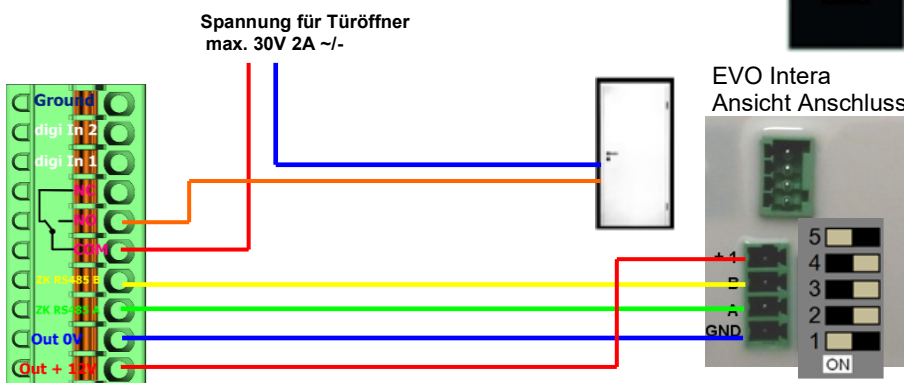 Spannung für Türöffner
max. 30V 2A ~/-
EVO Intera
Ansicht Anschluss
Ground
digi In 2
digi In 1
NC
NO
COM
ZK RS485 B
ZK RS485 A
Out 0V
Out + 12V
B
A
GND
5
4
3
2
1
ON